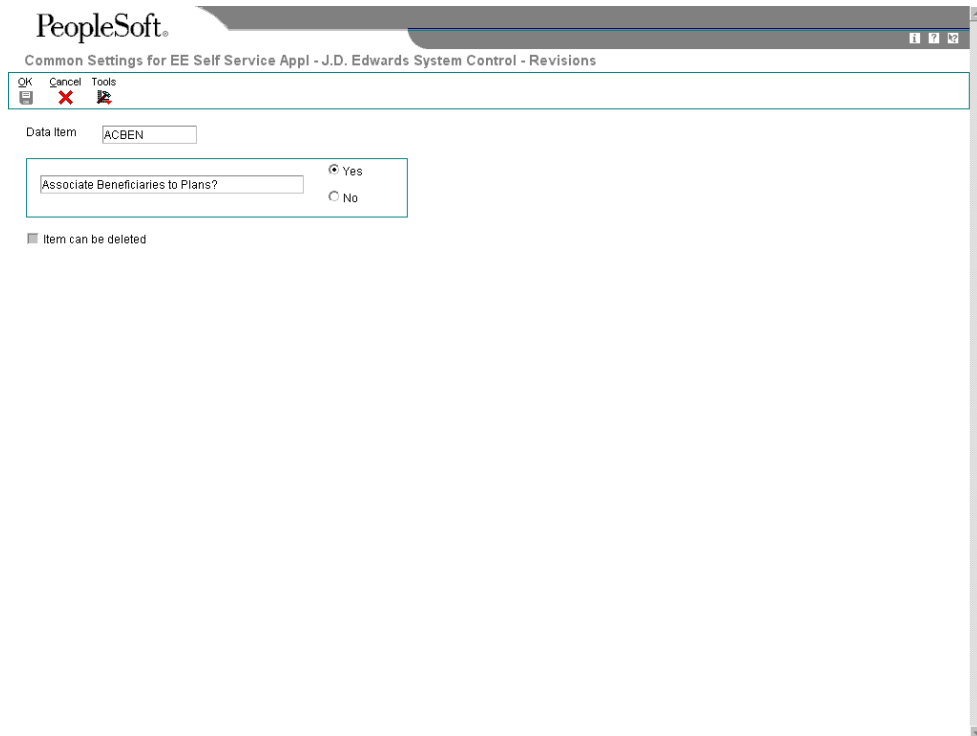 PeopleSoft®
Common Settings for EE Self Service Appl - J.D. Edwards System Control - Revisions
OK Cancel Tools
Data Item ACBEN
Yes
Associate Beneficiaries to Plans?
No
Item can be deleted